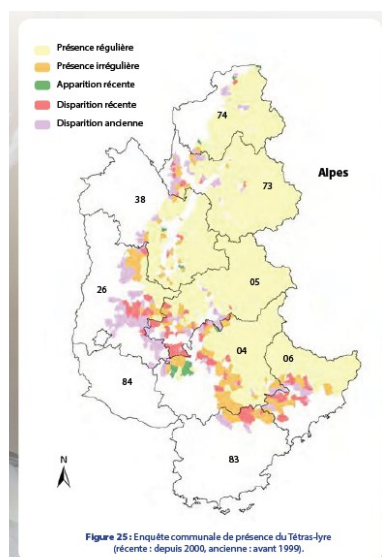 Présence régulière
Présence irrégulière
Apparition récente
Disparition récente
Disparition ancienne
Alpes
74
73
38
05
26
04
06
84
83
N
Figure 25 : Enquête communale de présence du Tétras-lyre
(récente : depuis 2000, ancienne : avant 1999).